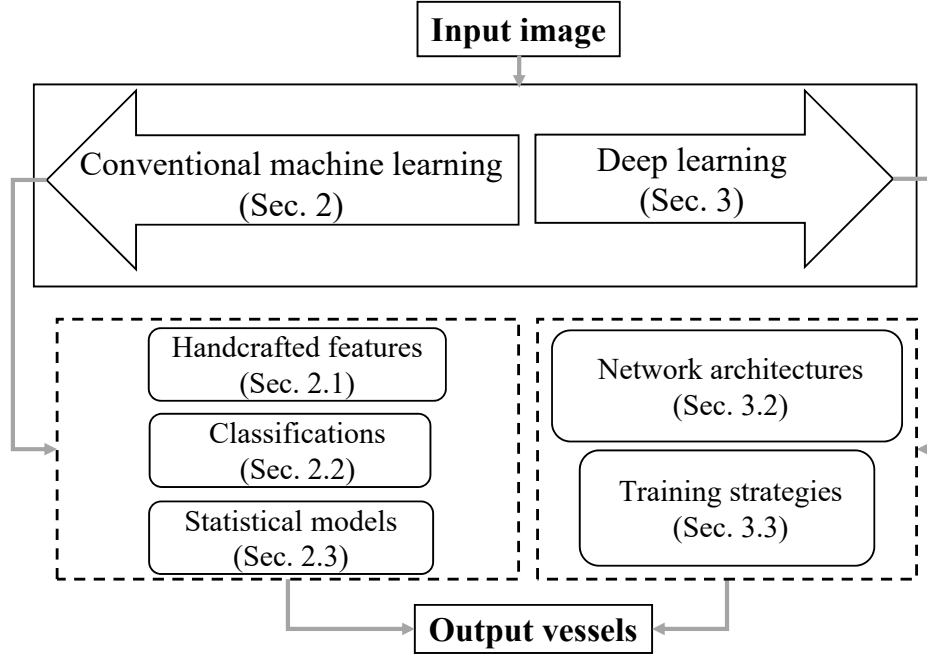 Input image
Conventional machine learning
(Sec. 2)
Deep learning
(Sec. 3)
Handcrafted features
(Sec. 2.1)
Classifications
(Sec. 2.2)
Statistical models
(Sec. 2.3)
Network architectures
(Sec. 3.2)
Training strategies
(Sec. 3.3)
Output vessels